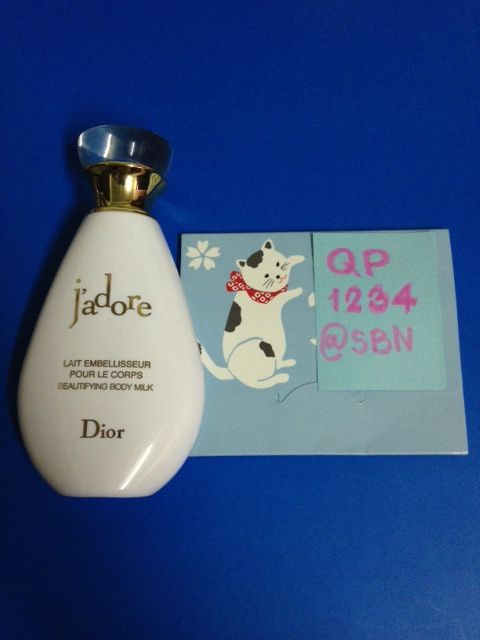 j'adore
LAIT EMBELLISSEUR
POUR LE CORPS
BEAUTIFYING BODY MILK
Dior
QP
1234
@SBN